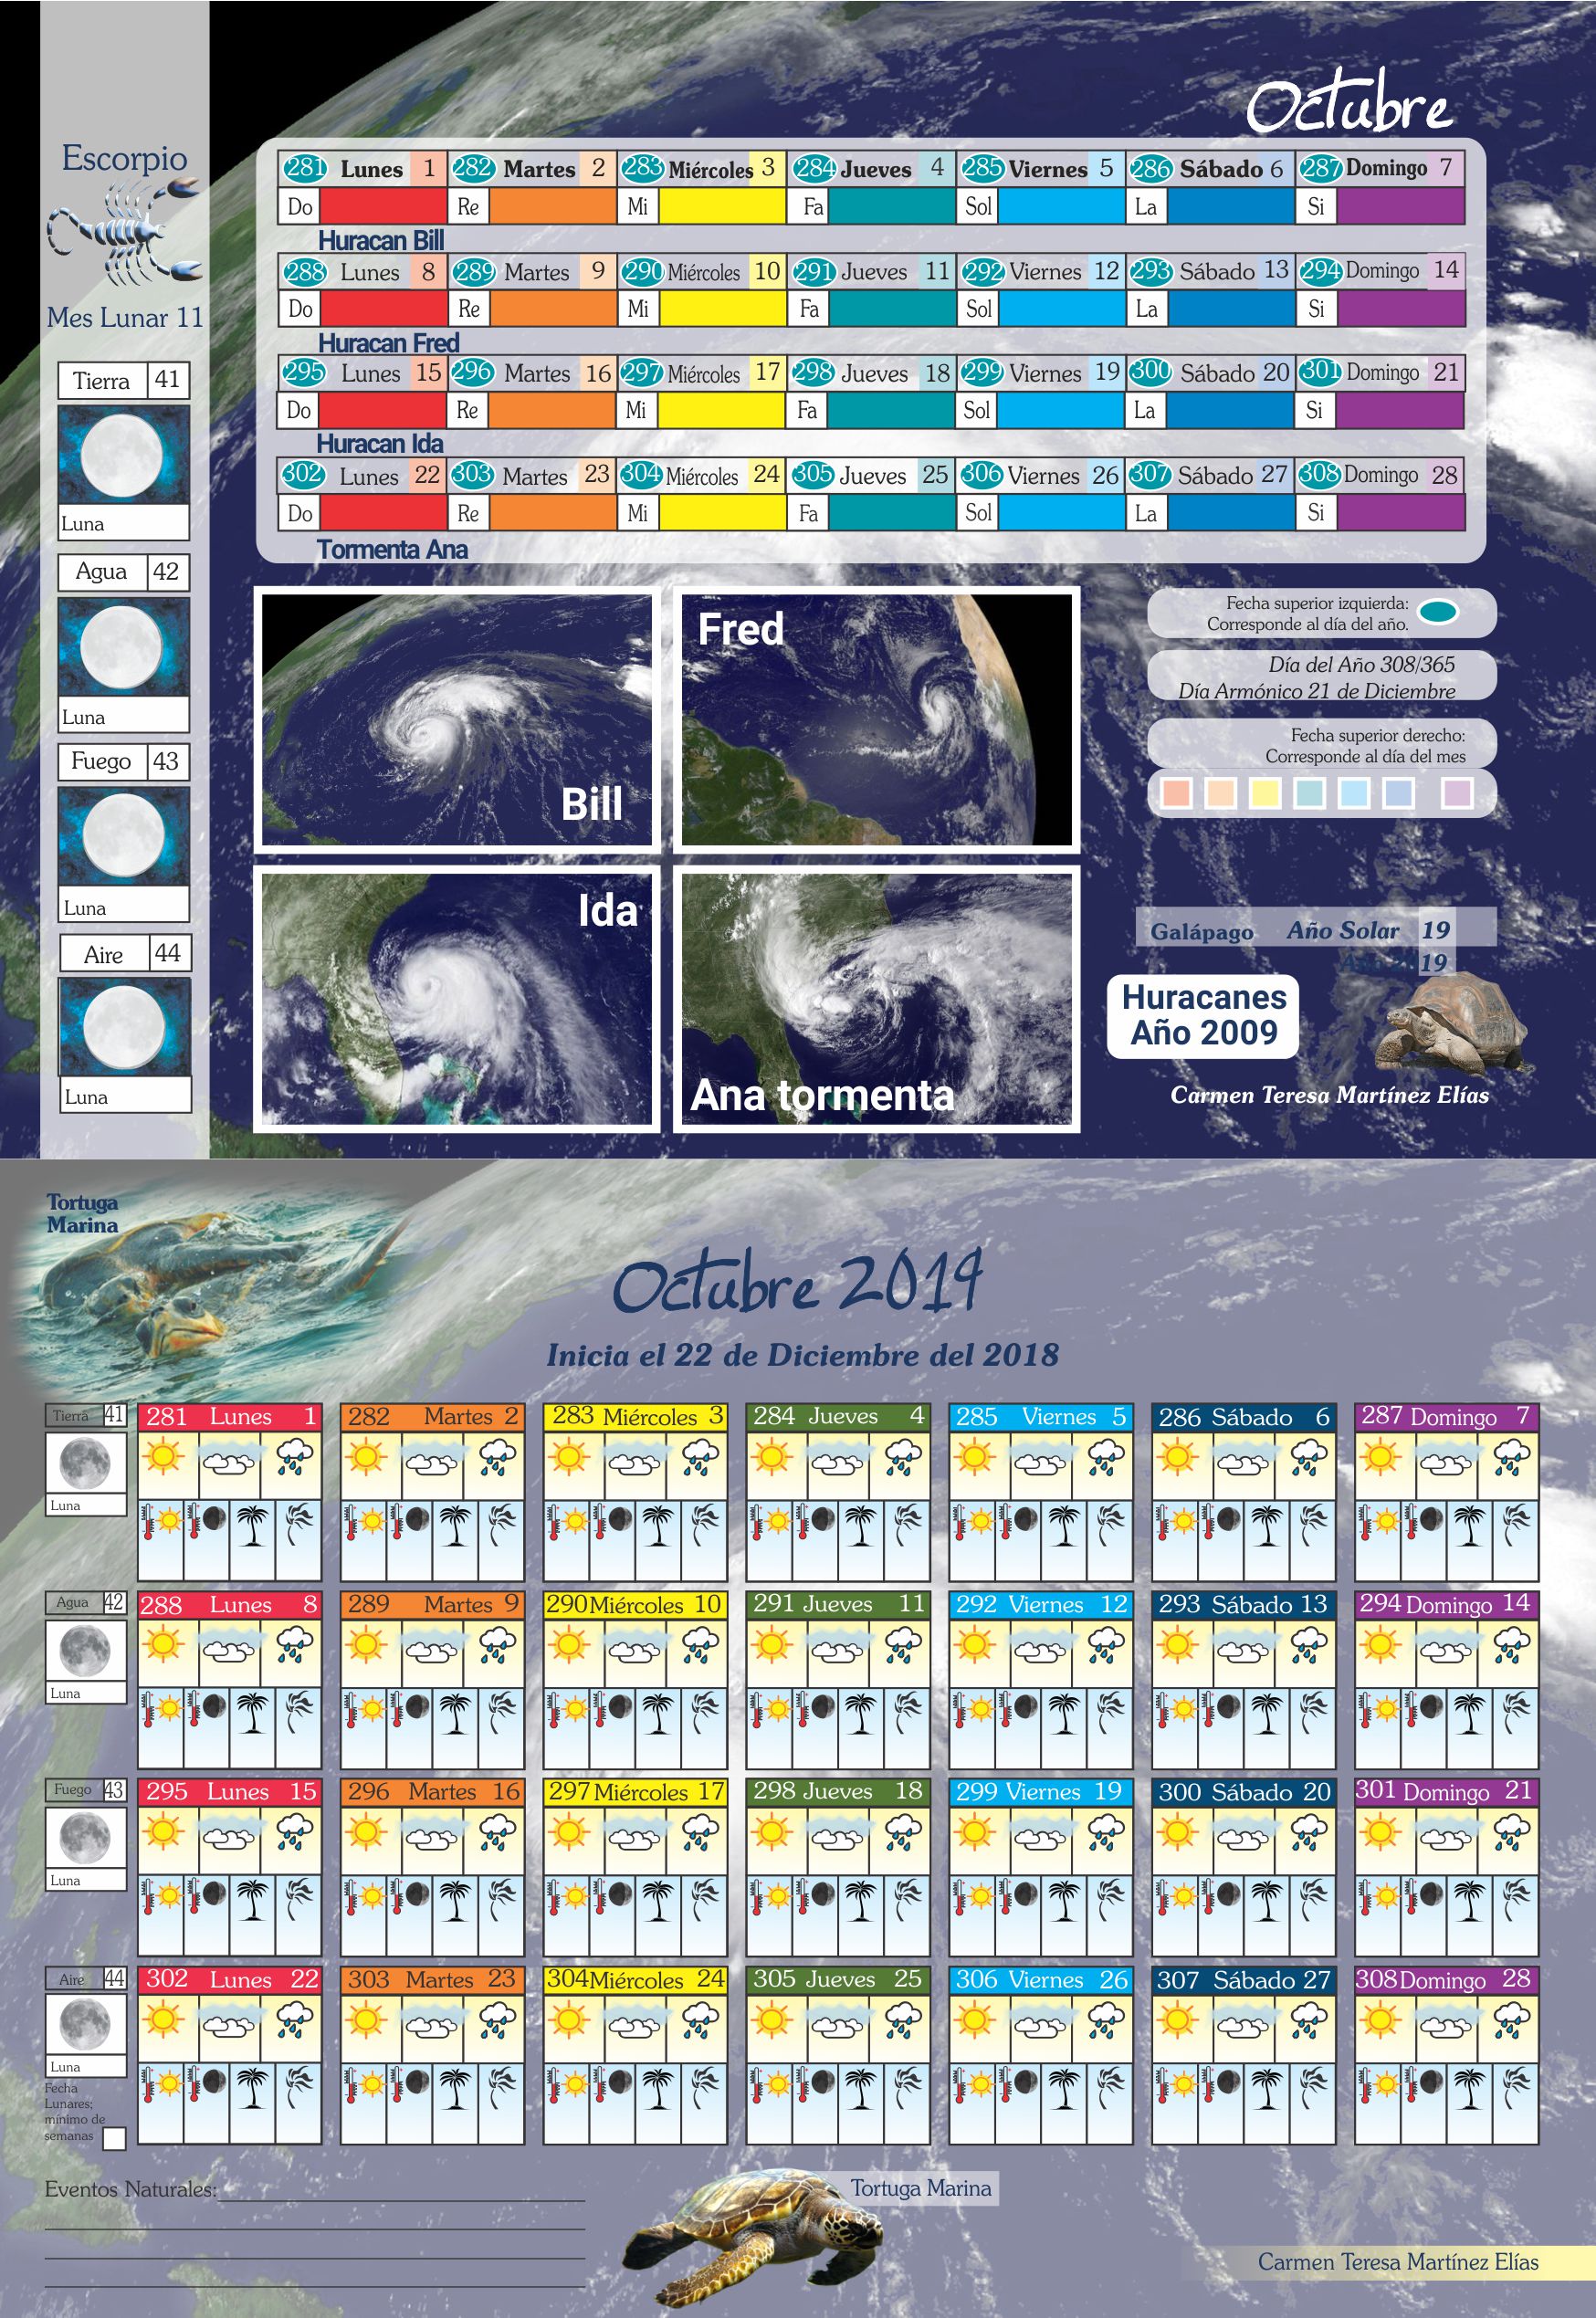 Octubre
Escorpio
Mes Lunar 11
Tierra 41
Luna
Agua 42
Luna
Fuego 43
Luna
Aire 44
Luna
281 Lunes 1 282 Martes 2 283 Miércoles 3 284 Jueves 4 285 Viernes 5 286 Sábado 6 287 Domingo 7
Do Re Mi Fa Sol La Si
Huracan Bill
288 Lunes 8 289 Martes 9 290 Miércoles 10 291 Jueves 11 292 Viernes 12 293 Sábado 13 294 Domingo 14
Do Re Mi Fa Sol La Si
Huracan Fred
295 Lunes 15 296 Martes 16 297 Miércoles 17 298 Jueves 18 299 Viernes 19 300 Sábado 20 301 Domingo 21
Do Re Mi Fa Sol La Si
Huracan Ida
302 Lunes 22 303 Martes 23 304 Miércoles 24 305 Jueves 25 306 Viernes 26 307 Sábado 27 308 Domingo 28
Do Re Mi Fa Sol La Si
Tormenta Ana
Bill
Fred
Ida
Ana tormenta
Fecha superior izquierda:
Corresponde al día del año.
Día del Año 308/365
Día Armónico 21 de Diciembre
Fecha superior derecho:
Corresponde al día del mes
Galápago Año Solar 19
19
Huracanes
Año 2009
Carmen Teresa Martínez Elías
Tortuga
Marina
Octubre 2019
Inicia el 22 de Diciembre del 2018
Tierra 41 281 Lunes 1 282 Martes 2 283 Miércoles 3 284 Jueves 4 285 Viernes 5 286 Sábado 6 287 Domingo 7
Luna
Agua 42 288 Lunes 8 289 Martes 9 290 Miércoles 10 291 Jueves 11 292 Viernes 12 293 Sábado 13 294 Domingo 14
Luna
Fuego 43 295 Lunes 15 296 Martes 16 297 Miércoles 17 298 Jueves 18 299 Viernes 19 300 Sábado 20 301 Domingo 21
Luna
Aire 44 302 Lunes 22 303 Martes 23 304 Miércoles 24 305 Jueves 25 306 Viernes 26 307 Sábado 27 308 Domingo 28
Luna
Fecha
Lunares;
mínimo de
semanas
Eventos Naturales:
Tortuga Marina
Carmen Teresa Martínez Elías